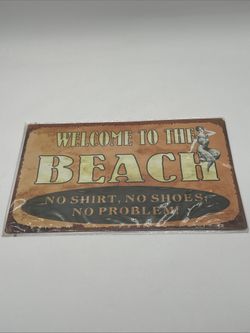 WELCOME TO THE
BEACH
NO SHIRT, NO SHOES,
NO PROBLEM!